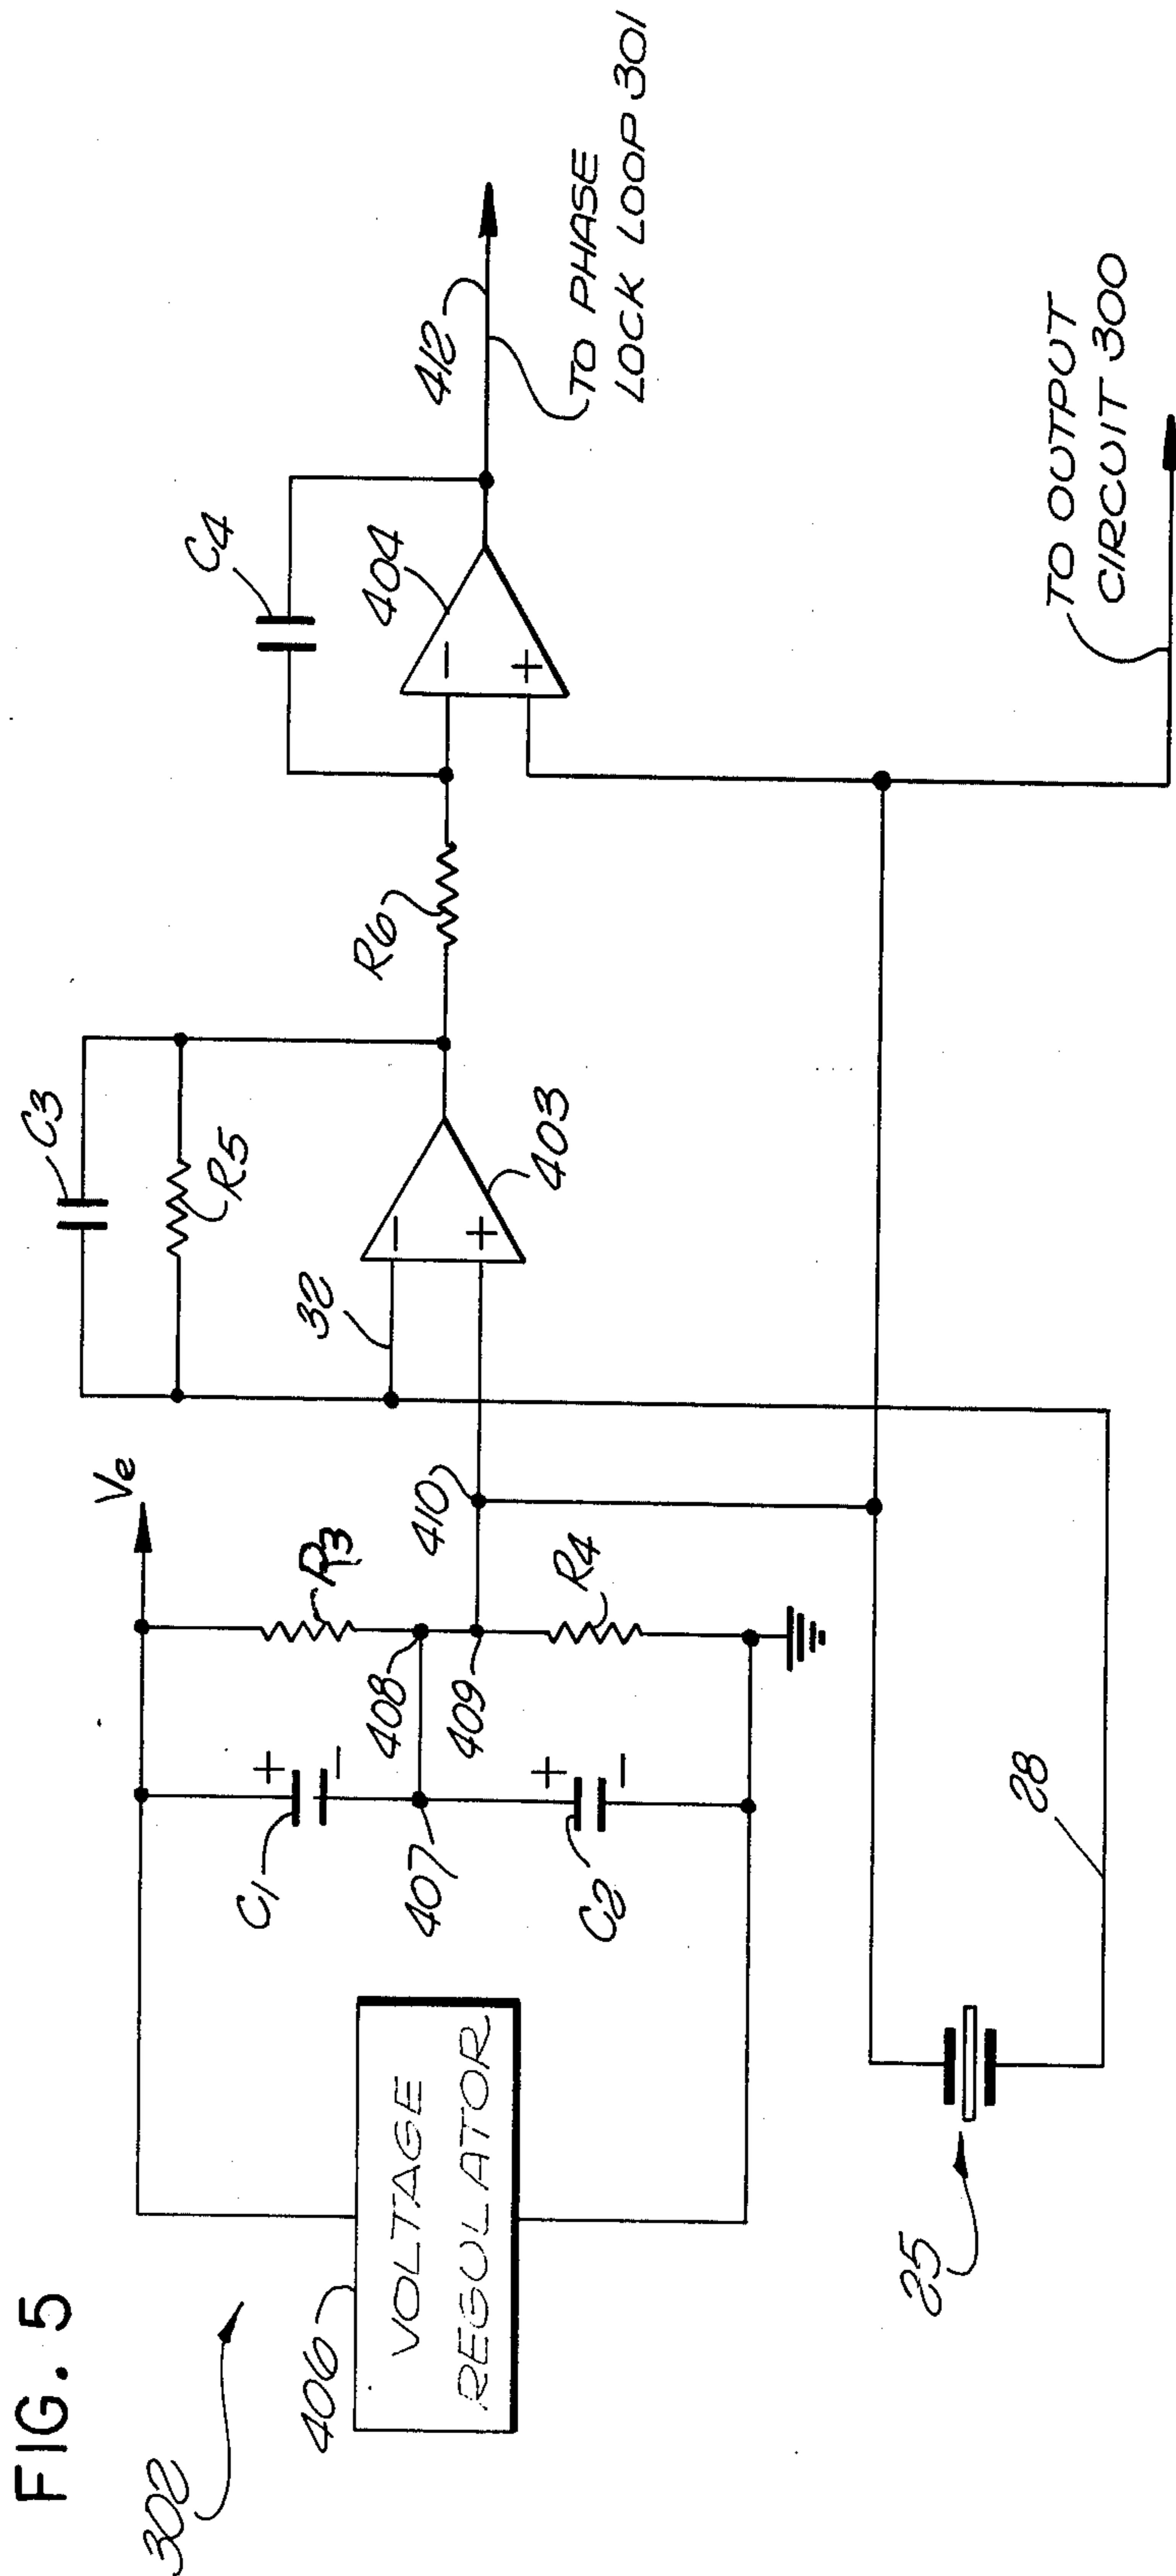 FIG. 5
302
406
VOLTAGE
REGULATOR
Ve
C1
+
−
407
C2
+
−
R3
408
409
410
R4
C3
R5
32
−
+
403
R6
C4
−
+
404
412
TO PHASE
LOCK LOOP 301
TO OUTPUT
CIRCUIT 300
25
28